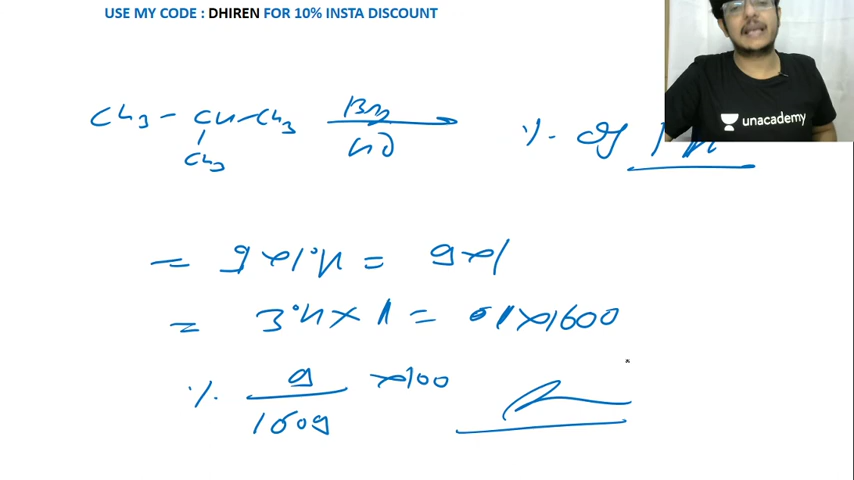 USE MY CODE : DHIREN FOR 10% INSTA DISCOUNT
unacademy
CH3 - CH-CH3 Br2
CH3 hν
% of
= 9 × 1°H = 9×1
= 3°H × 1 = 1×1600
% 9 ×100
1609